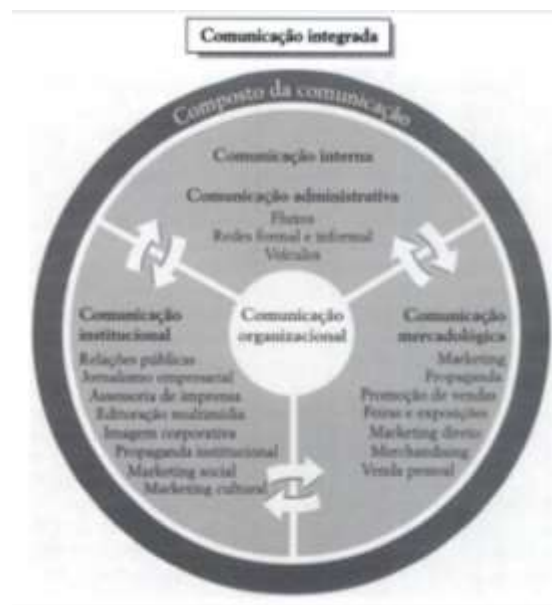 Comunicação integrada
Composto da comunicação
Comunicação interna
Comunicação administrativa
Fluxos
Redes formal e informal
Veículos
Comunicação
organizacional
Comunicação
institucional
Relações públicas
Jornalismo empresarial
Assessoria de imprensa
Editoração multimídia
Imagem corporativa
Propaganda institucional
Marketing social
Marketing cultural
Comunicação
mercadológica
Marketing
Propaganda
Promoção de vendas
Feiras e exposições
Marketing direto
Merchandising
Venda pessoal